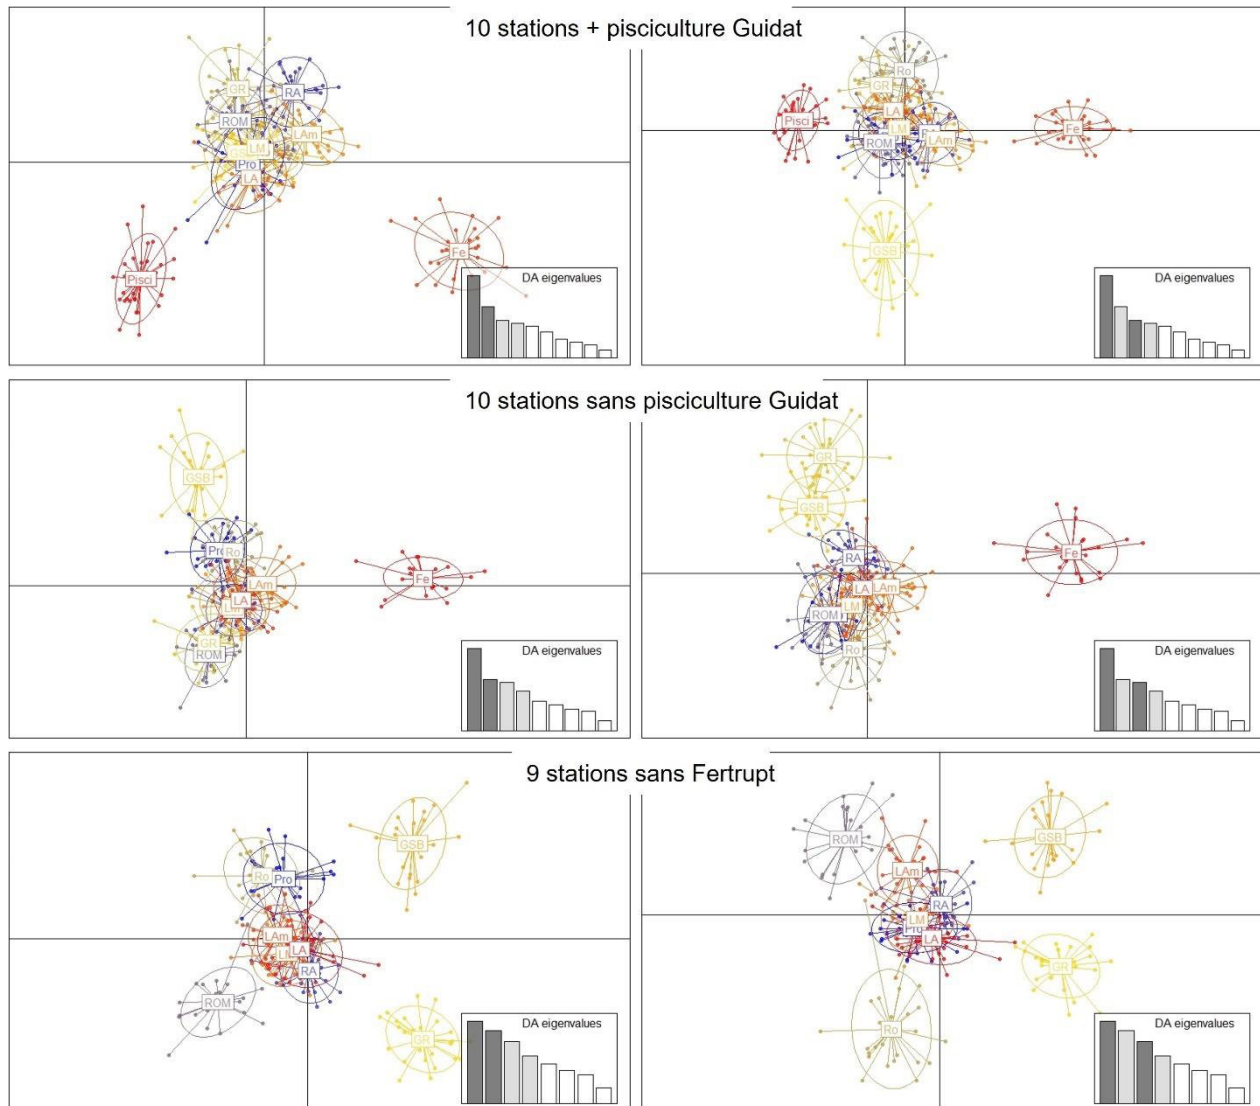 10 stations + pisciculture Guidat
GR
RA
ROM
LAm
LM
Pro
LA
Pisci
Fe
DA eigenvalues
Ro
GR
LA
Pisci
LM
Fe
ROM
LAm
GSB
DA eigenvalues
10 stations sans pisciculture Guidat
GSB
Pro
Ro
LAm
LA
GR
ROM
Fe
DA eigenvalues
GR
GSB
RA
LA
LAm
LM
ROM
Ro
Fe
DA eigenvalues
9 stations sans Fertrupt
GSB
Ro
Pro
LAm
LA
RA
ROM
GR
DA eigenvalues
ROM
GSB
LAm
RA
LM
LA
GR
Ro
DA eigenvalues